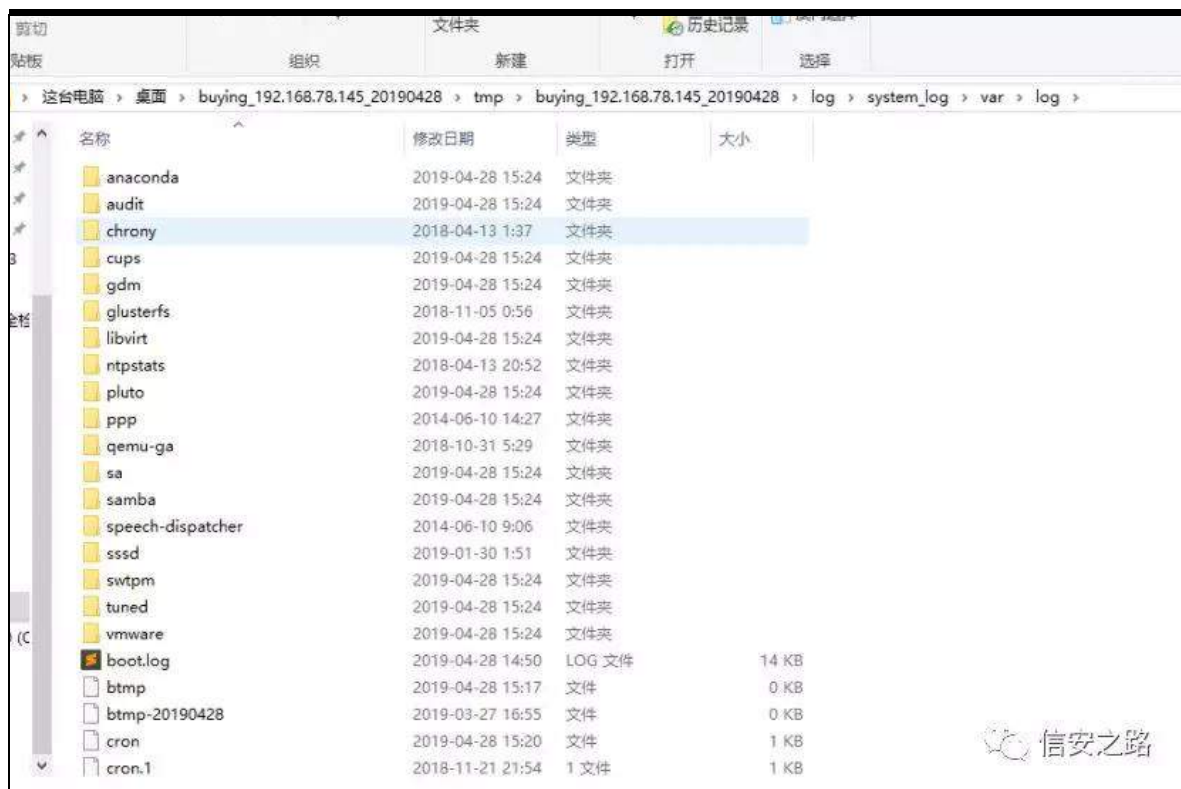 剪切
文件夹
历史记录
贴板
组织
新建
打开
选择
› 这台电脑 › 桌面 › buying_192.168.78.145_20190428 › tmp › buying_192.168.78.145_20190428 › log › system_log › var › log ›
名称 修改日期 类型 大小
anaconda 2019-04-28 15:24 文件夹
audit 2019-04-28 15:24 文件夹
chrony 2018-04-13 1:37 文件夹
cups 2019-04-28 15:24 文件夹
gdm 2019-04-28 15:24 文件夹
glusterfs 2018-11-05 0:56 文件夹
libvirt 2019-04-28 15:24 文件夹
ntpstats 2018-04-13 20:52 文件夹
pluto 2019-04-28 15:24 文件夹
ppp 2014-06-10 14:27 文件夹
qemu-ga 2018-10-31 5:29 文件夹
sa 2019-04-28 15:24 文件夹
samba 2019-04-28 15:24 文件夹
speech-dispatcher 2014-06-10 9:06 文件夹
sssd 2019-01-30 1:51 文件夹
swtpm 2019-04-28 15:24 文件夹
tuned 2019-04-28 15:24 文件夹
vmware 2019-04-28 15:24 文件夹
boot.log 2019-04-28 14:50 LOG 文件 14 KB
btmp 2019-04-28 15:17 文件 0 KB
btmp-20190428 2019-03-27 16:55 文件 0 KB
cron 2019-04-28 15:20 文件 1 KB
cron.1 2018-11-21 21:54 1 文件 1 KB
信安之路